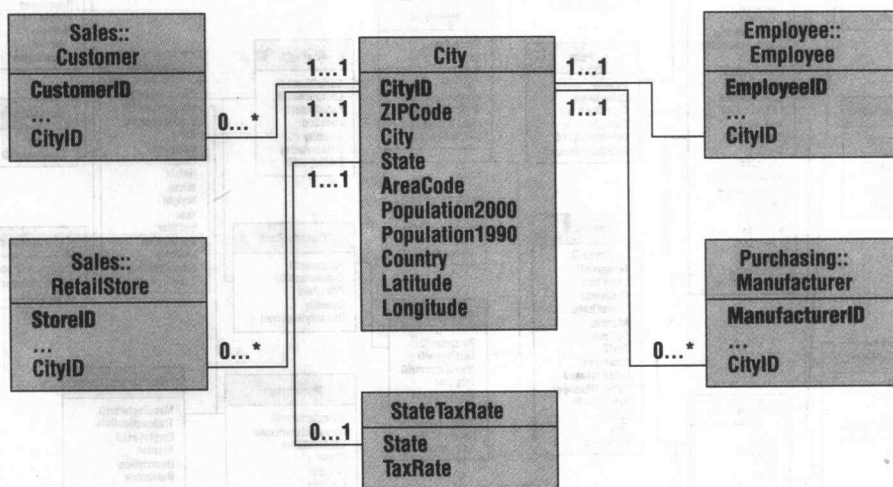 Sales::
Customer
CustomerID
...
CityID
0...*
1...1
1...1
1...1
City
CityID
ZIPCode
City
State
AreaCode
Population2000
Population1990
Country
Latitude
Longitude
1...1
1...1
Employee::
Employee
EmployeeID
...
CityID
Sales::
RetailStore
StoreID
...
CityID
0...*
Purchasing::
Manufacturer
ManufacturerID
...
CityID
0...*
StateTaxRate
State
TaxRate
0...1